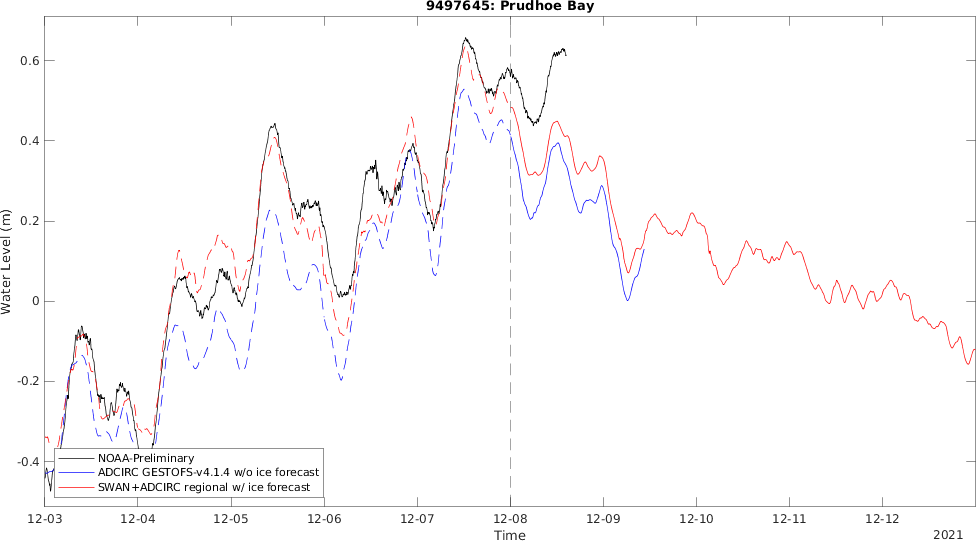 9497645: Prudhoe Bay
Water Level (m)
0.6
0.4
0.2
0
-0.2
-0.4
NOAA-Preliminary
ADCIRC GESTOFS-v4.1.4 w/o ice forecast
SWAN+ADCIRC regional w/ ice forecast
12-03 12-04 12-05 12-06 12-07 12-08 12-09 12-10 12-11 12-12
Time
2021